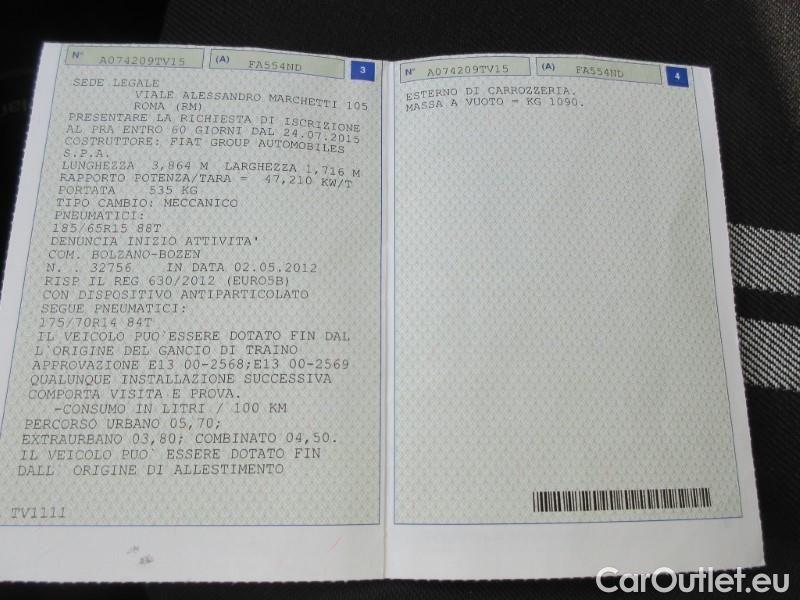 N° A074209TV15 (A) FA554ND 3
SEDE LEGALE
VIALE ALESSANDRO MARCHETTI 105
ROMA (RM)
PRESENTARE LA RICHIESTA DI ISCRIZIONE
AL PRA ENTRO 60 GIORNI DAL 24.07.2015
COSTRUTTORE: FIAT GROUP AUTOMOBILES
S.P.A.
LUNGHEZZA 3,864 M LARGHEZZA 1,716 M
RAPPORTO POTENZA/TARA = 47,210 KW/T
PORTATA 535 KG
TIPO CAMBIO: MECCANICO
PNEUMATICI:
185/65R15 88T
DENUNCIA INIZIO ATTIVITA'
COM. BOLZANO-BOZEN
N. . 32756 IN DATA 02.05.2012
RISP IL REG 630/2012 (EURO5B)
CON DISPOSITIVO ANTIPARTICOLATO
SEGUE PNEUMATICI:
175/70R14 84T
IL VEICOLO PUO`ESSERE DOTATO FIN DAL
L`ORIGINE DEL GANCIO DI TRAINO
APPROVAZIONE E13 00-2568;E13 00-2569
QUALUNQUE INSTALLAZIONE SUCCESSIVA
COMPORTA VISITA E PROVA.
-CONSUMO IN LITRI / 100 KM
PERCORSO URBANO 05,70;
EXTRAURBANO 03,80; COMBINATO 04,50.
IL VEICOLO PUO` ESSERE DOTATO FIN
DALL` ORIGINE DI ALLESTIMENTO
TV1111
N° A074209TV15 (A) FA554ND 4
ESTERNO DI CARROZZERIA.
MASSA A VUOTO = KG 1090.
CarOutlet.eu